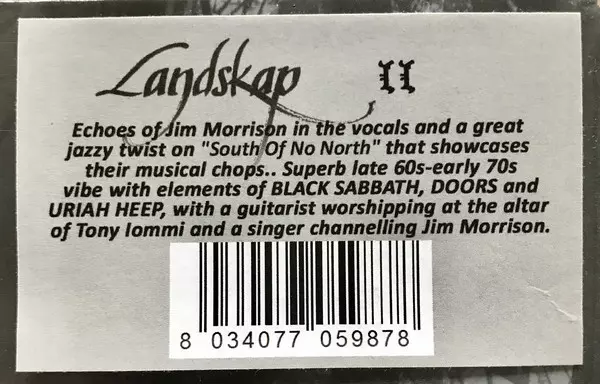 Landskap II
Echoes of Jim Morrison in the vocals and a great
jazzy twist on "South Of No North" that showcases
their musical chops.. Superb late 60s-early 70s
vibe with elements of BLACK SABBATH, DOORS and
URIAH HEEP, with a guitarist worshipping at the altar
of Tony Iommi and a singer channelling Jim Morrison.
8 034077 059878